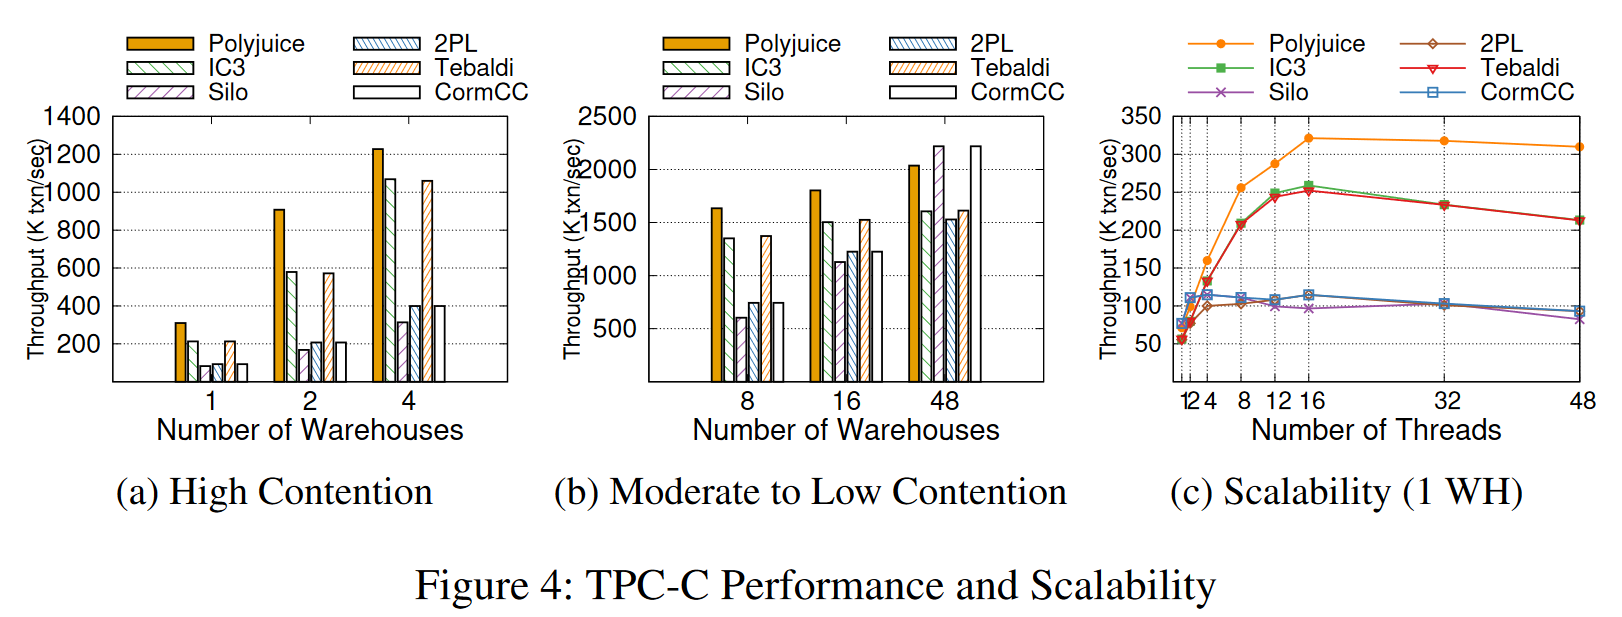 Polyjuice 2PL
IC3 Tebaldi
Silo CormCC
1400
1200
1000
800
600
400
200
Throughput (K txn/sec)
1 2 4
Number of Warehouses
(a) High Contention
Polyjuice 2PL
IC3 Tebaldi
Silo CormCC
2500
2000
1500
1000
500
Throughput (K txn/sec)
8 16 48
Number of Warehouses
(b) Moderate to Low Contention
Polyjuice 2PL
IC3 Tebaldi
Silo CormCC
350
300
250
200
150
100
50
Throughput (K txn/sec)
1 2 4 8 12 16 32 48
Number of Threads
(c) Scalability (1 WH)
Figure 4: TPC-C Performance and Scalability